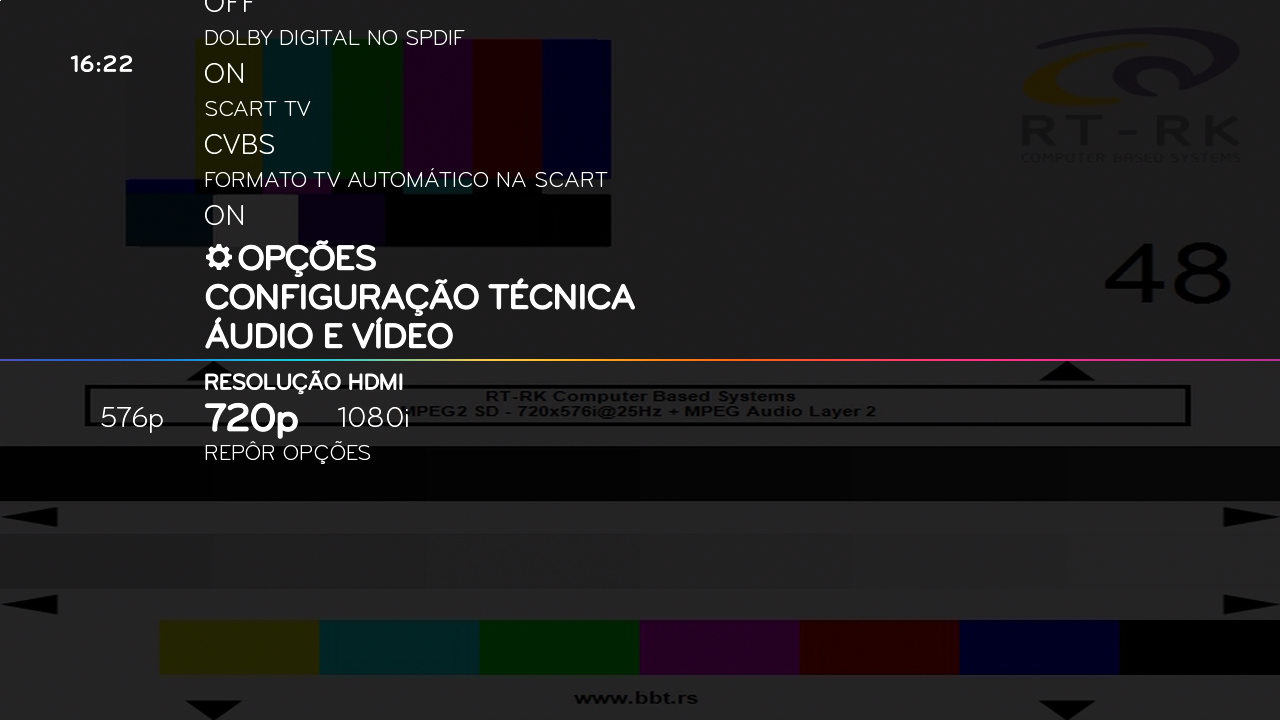 OFF
DOLBY DIGITAL NO SPDIF
16:22
ON
SCART TV
CVBS
RT-RK
COMPUTER BASED SYSTEMS
FORMATO TV AUTOMÁTICO NA SCART
ON
OPÇÕES
48
CONFIGURAÇÃO TÉCNICA
ÁUDIO E VÍDEO
RESOLUÇÃO HDMI
RT-RK Computer Based Systems
576p 720p 1080i
MPEG2 SD - 720x576i@25Hz + MPEG Audio Layer 2
REPÔR OPÇÕES
www.bbt.rs